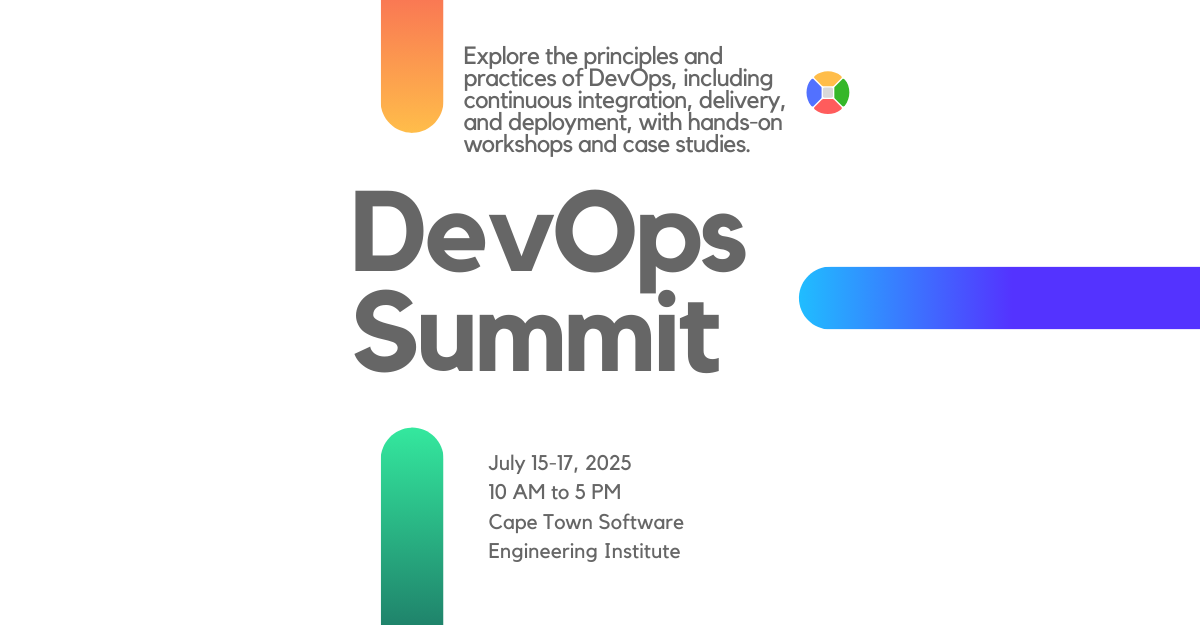 Explore the principles and
practices of DevOps, including
continuous integration, delivery,
and deployment, with hands-on
workshops and case studies.
DevOps
Summit
July 15-17, 2025
10 AM to 5 PM
Cape Town Software
Engineering Institute